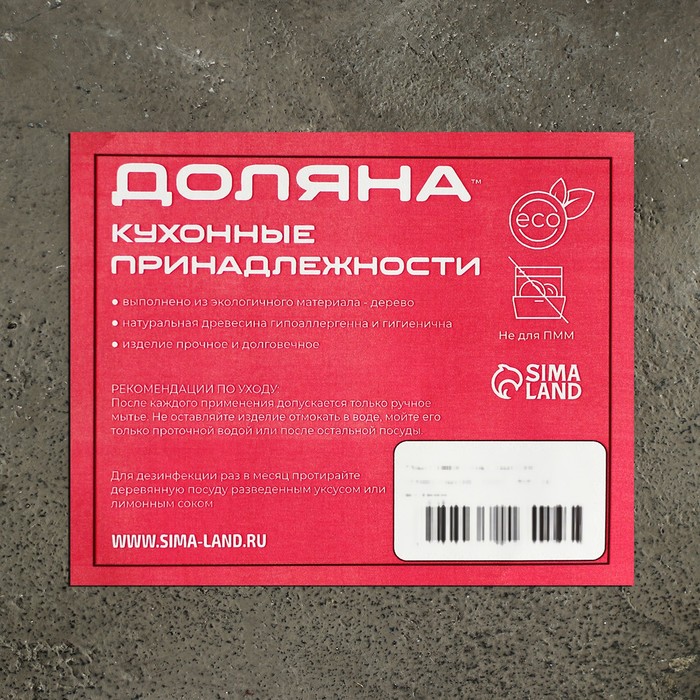 ДОЛЯНА™
КУХОННЫЕ
ПРИНАДЛЕЖНОСТИ
• выполнено из экологичного материала - дерево
• натуральная древесина гипоаллергенна и гигиенична
• изделие прочное и долговечное
eco
Не для ПММ
SIMA
LAND
РЕКОМЕНДАЦИИ ПО УХОДУ:
После каждого применения допускается только ручное
мытье. Не оставляйте изделие отмокать в воде, мойте его
только проточной водой или после остальной посуды.
Для дезинфекции раз в месяц протирайте
деревянную посуду разведенным уксусом или
лимонным соком
WWW.SIMA-LAND.RU